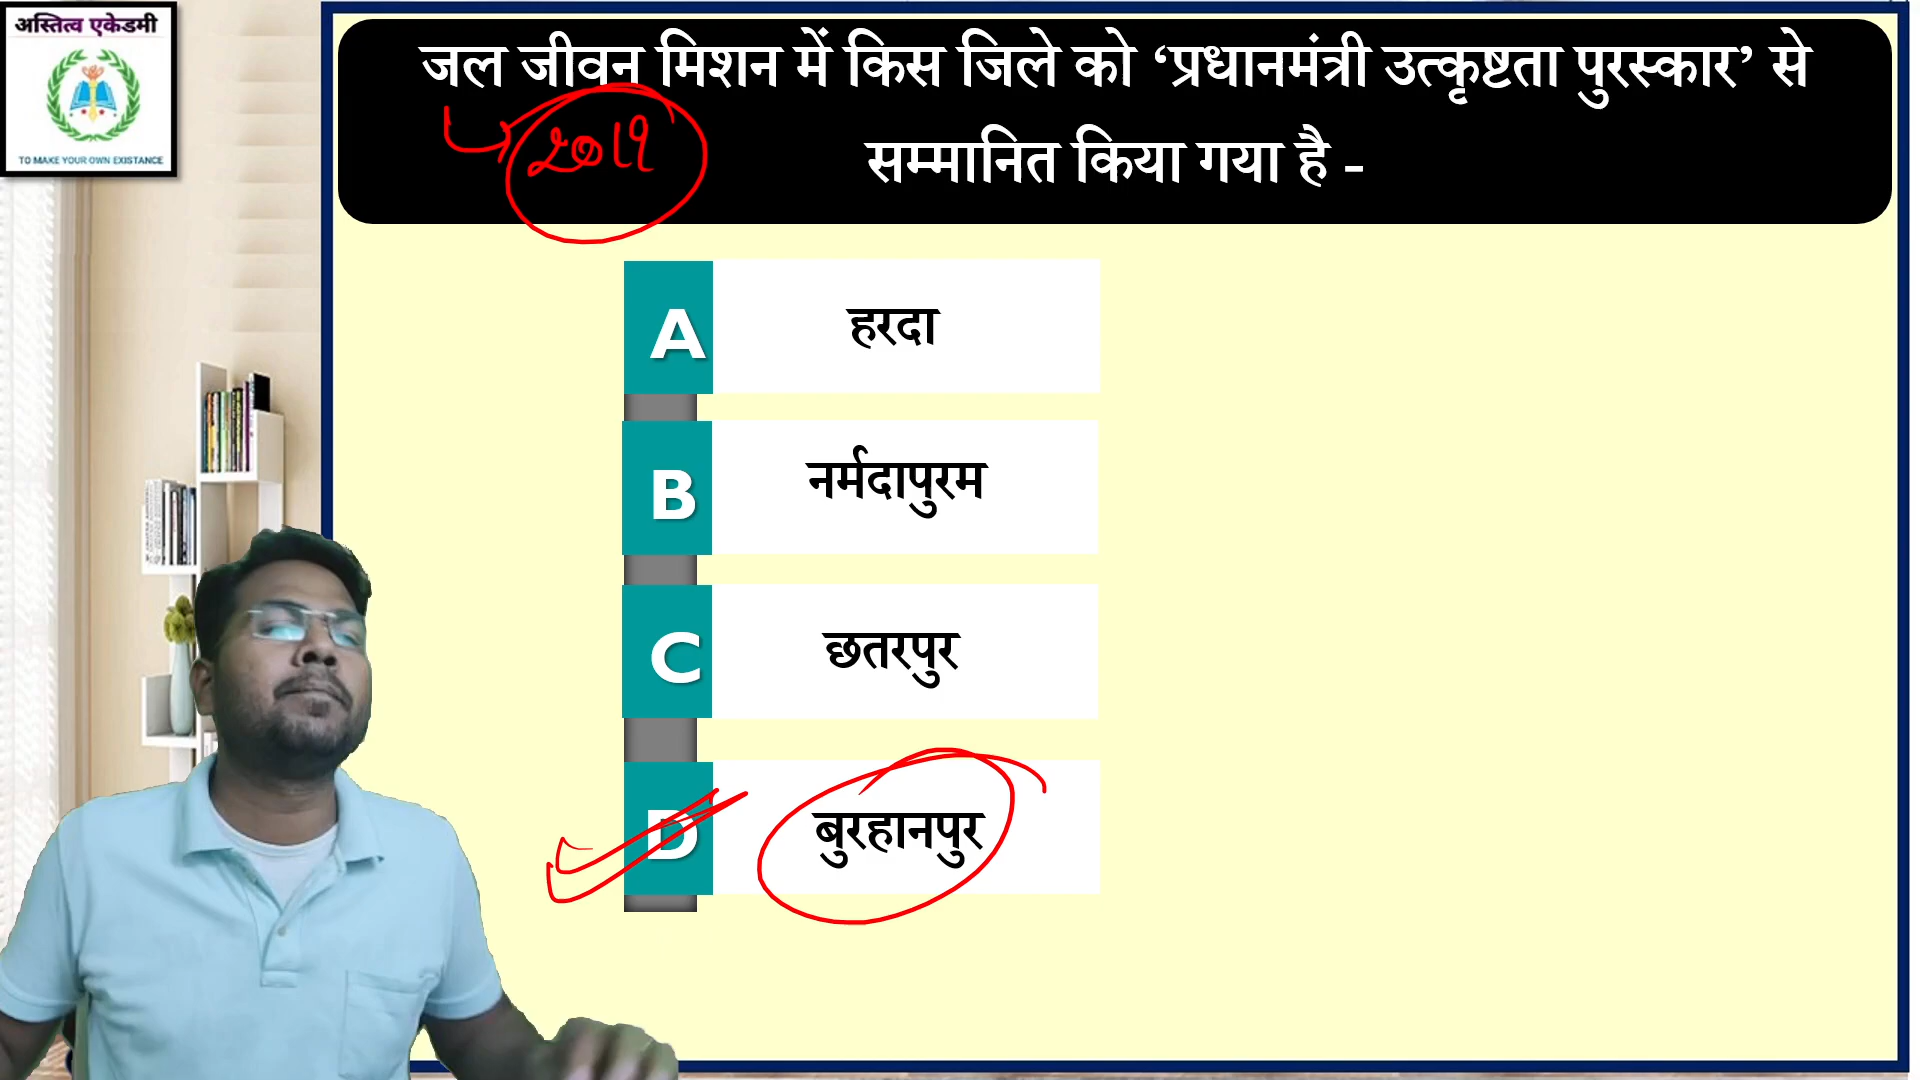 अस्तित्व एकेडमी
TO MAKE YOUR OWN EXISTANCE
जल जीवन मिशन में किस जिले को ‘प्रधानमंत्री उत्कृष्टता पुरस्कार’ से
2019
सम्मानित किया गया है -
A हरदा
B नर्मदापुरम
C छतरपुर
D बुरहानपुर